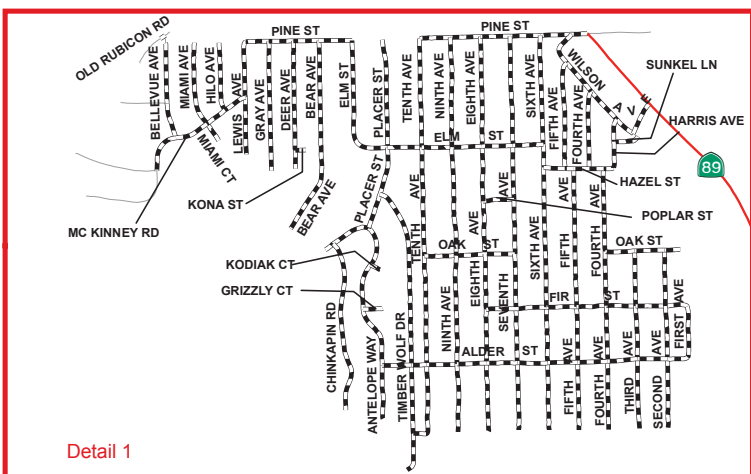 OLD RUBICON RD
PINE ST
PINE ST
BELLEVUE AVE
MIAMI AVE
HILO AVE
LEWIS AVE
GRAY AVE
DEER AVE
BEAR AVE
ELM ST
PLACER ST
TENTH AVE
NINTH AVE
EIGHTH AVE
SIXTH AVE
WILSON AVE
SUNKEL LN
FIFTH AVE
FOURTH AVE
HARRIS AVE
MIAMI CT
ELM ST
89
HAZEL ST
KONA ST
BEAR AVE
PLACER ST
MC KINNEY RD
POPLAR ST
TENTH AVE
EIGHTH AVE
SEVENTH AVE
SIXTH AVE
FIFTH AVE
FOURTH AVE
OAK ST
OAK ST
KODIAK CT
GRIZZLY CT
FIR ST
FIRST AVE
CHINKAPIN RD
ANTELOPE WAY
TIMBER WOLF DR
NINTH AVE
ALDER ST
FIFTH AVE
FOURTH AVE
THIRD AVE
SECOND AVE
Detail 1